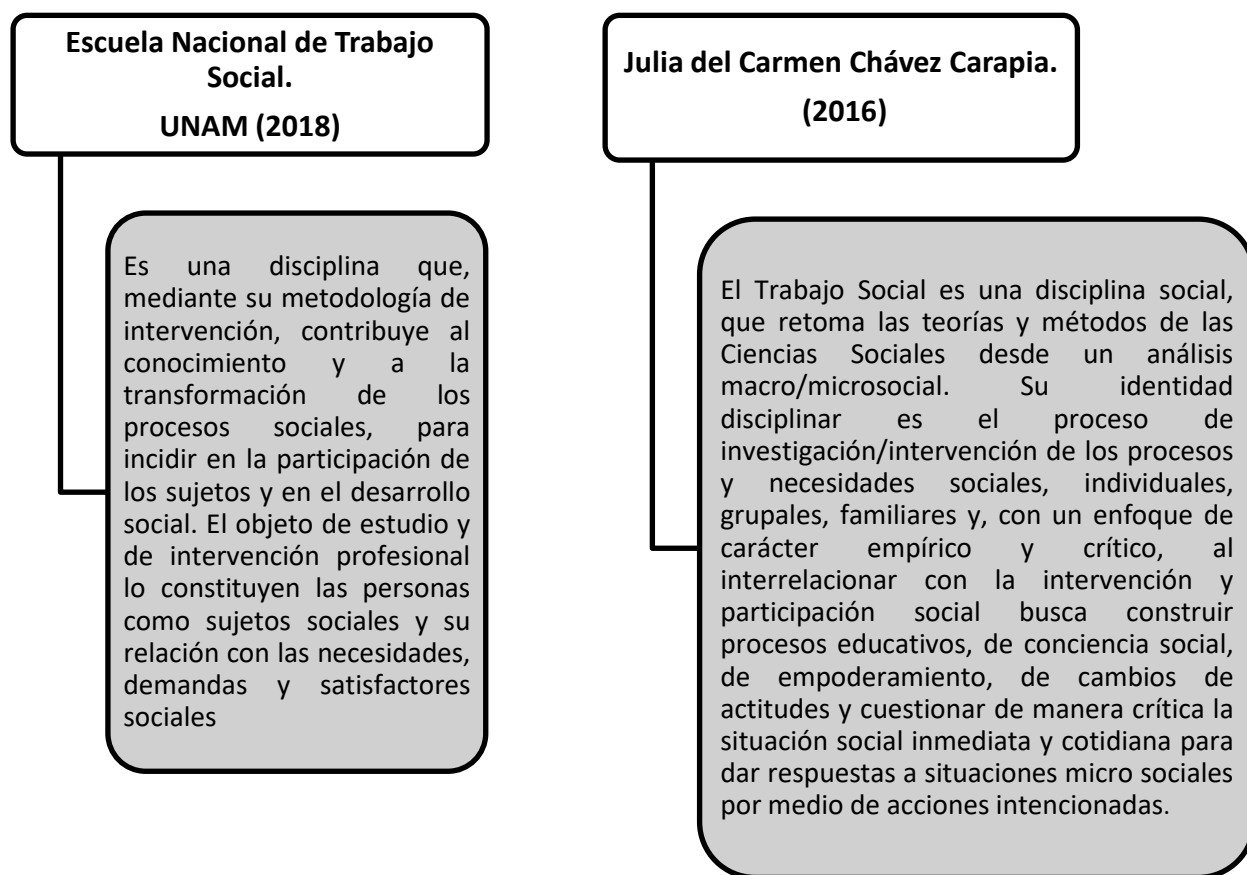 Escuela Nacional de Trabajo
Social.
UNAM (2018)
Es una disciplina que,
mediante su metodología de
intervención, contribuye al
conocimiento y a la
transformación de los
procesos sociales, para
incidir en la participación de
los sujetos y en el desarrollo
social. El objeto de estudio y
de intervención profesional
lo constituyen las personas
como sujetos sociales y su
relación con las necesidades,
demandas y satisfactores
sociales
Julia del Carmen Chávez Carapia.
(2016)
El Trabajo Social es una disciplina social,
que retoma las teorías y métodos de las
Ciencias Sociales desde un análisis
macro/microsocial. Su identidad
disciplinar es el proceso de
investigación/intervención de los procesos
y necesidades sociales, individuales,
grupales, familiares y, con un enfoque de
carácter empírico y crítico, al
interrelacionar con la intervención y
participación social busca construir
procesos educativos, de conciencia social,
de empoderamiento, de cambios de
actitudes y cuestionar de manera crítica la
situación social inmediata y cotidiana para
dar respuestas a situaciones micro sociales
por medio de acciones intencionadas.